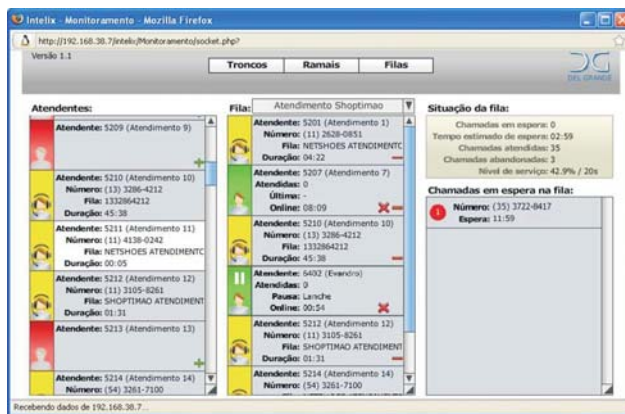 Intelix - Monitoramento - Mozilla Firefox
http://192.168.38.7/intelix/Monitoramento/socket.php?
Versão 1.1
Troncos Ramais Filas
DEL GRANDE
Atendentes:
Atendente: 5209 (Atendimento 9)
Atendente: 5210 (Atendimento 10)
Número: (13) 3286-4212
Fila: 1332864212
Duração: 45:38
Atendente: 5211 (Atendimento 11)
Número: (11) 4138-0242
Fila: NETSHOES ATENDIMENTO
Duração: 00:05
Atendente: 5212 (Atendimento 12)
Número: (11) 3105-8261
Fila: SHOPTIMAO ATENDIMENT
Duração: 01:31
Atendente: 5213 (Atendimento 13)
Atendente: 5214 (Atendimento 14)
Número: (54) 3261-7100
Fila: Atendimento Shoptimao
Atendente: 5201 (Atendimento 1)
Número: (11) 2628-0851
Fila: NETSHOES ATENDIMENTO
Duração: 04:22
Atendente: 5207 (Atendimento 7)
Atendidas: 0
Última: -
Online: 08:09
Atendente: 5210 (Atendimento 10)
Número: (13) 3286-4212
Fila: 1332864212
Duração: 45:38
Atendente: 6402 (Evandro)
Atendidas: 0
Pausa: Lanche
Online: 00:54
Atendente: 5212 (Atendimento 12)
Número: (11) 3105-8261
Fila: SHOPTIMAO ATENDIMENT
Duração: 01:31
Atendente: 5214 (Atendimento 14)
Número: (54) 3261-7100
Situação da fila:
Chamadas em espera: 0
Tempo estimado de espera: 02:59
Chamadas atendidas: 35
Chamadas abandonadas: 3
Nível de serviço: 42.9% / 20s
Chamadas em espera na fila:
1 Número: (35) 3722-8417
Espera: 11:59
Recebendo dados de 192.168.38.7...